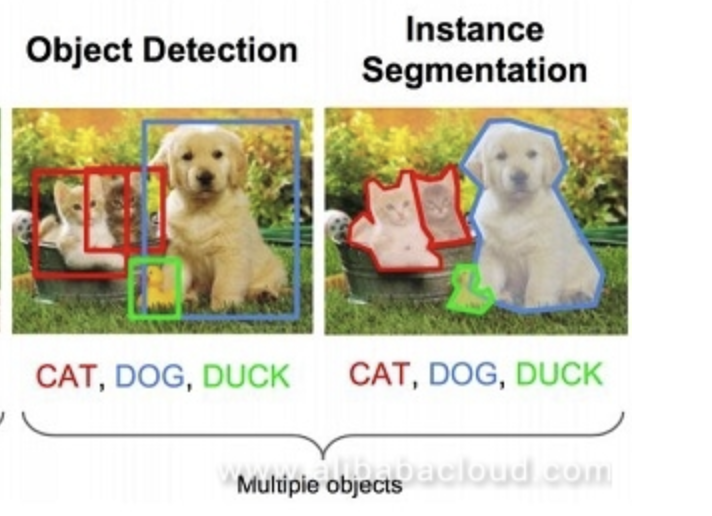 Object Detection
Instance
Segmentation
CAT, DOG, DUCK
CAT, DOG, DUCK
www.alibabacloud.com
Multiple objects